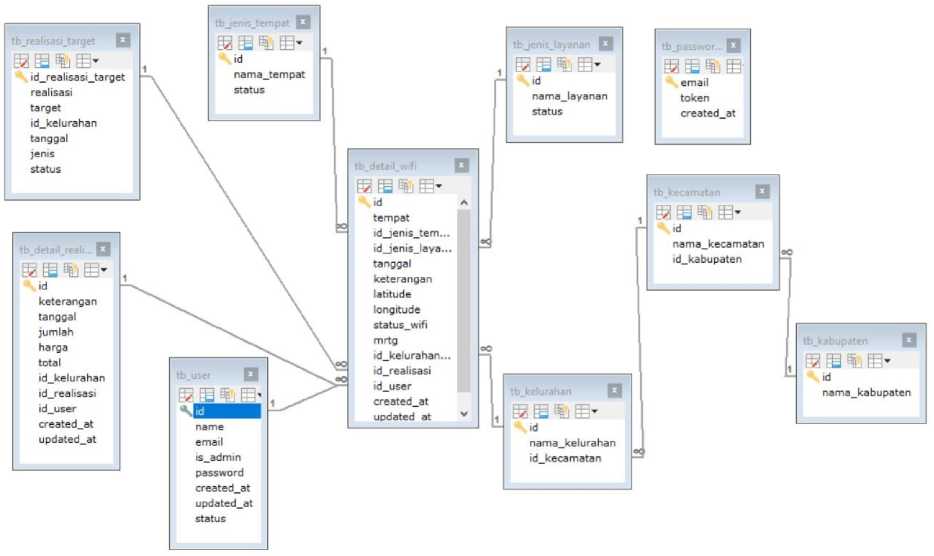 tb_realisasi_target
id_realisasi_target
realisasi
target
id_kelurahan
tanggal
jenis
status
1
tb_jenis_tempat
id
nama_tempat
status
1
tb_jenis_layanan
id
nama_layanan
status
1
tb_passwor...
email
token
created_at
tb_detail_wifi
id
tempat
id_jenis_tem...
id_jenis_laya...
tanggal
keterangan
latitude
longitude
status_wifi
mrtg
id_kelurahan...
id_realisasi
id_user
created_at
updated_at
∞
∞
∞
∞
∞
tb_kecamatan
id
nama_kecamatan
id_kabupaten
1
∞
tb_detail_reali...
id
keterangan
tanggal
jumlah
harga
total
id_kelurahan
id_realisasi
id_user
created_at
updated_at
1
tb_user
id
name
email
is_admin
password
created_at
updated_at
status
1
tb_kelurahan
id
nama_kelurahan
id_kecamatan
1
∞
tb_kabupaten
id
nama_kabupaten
1